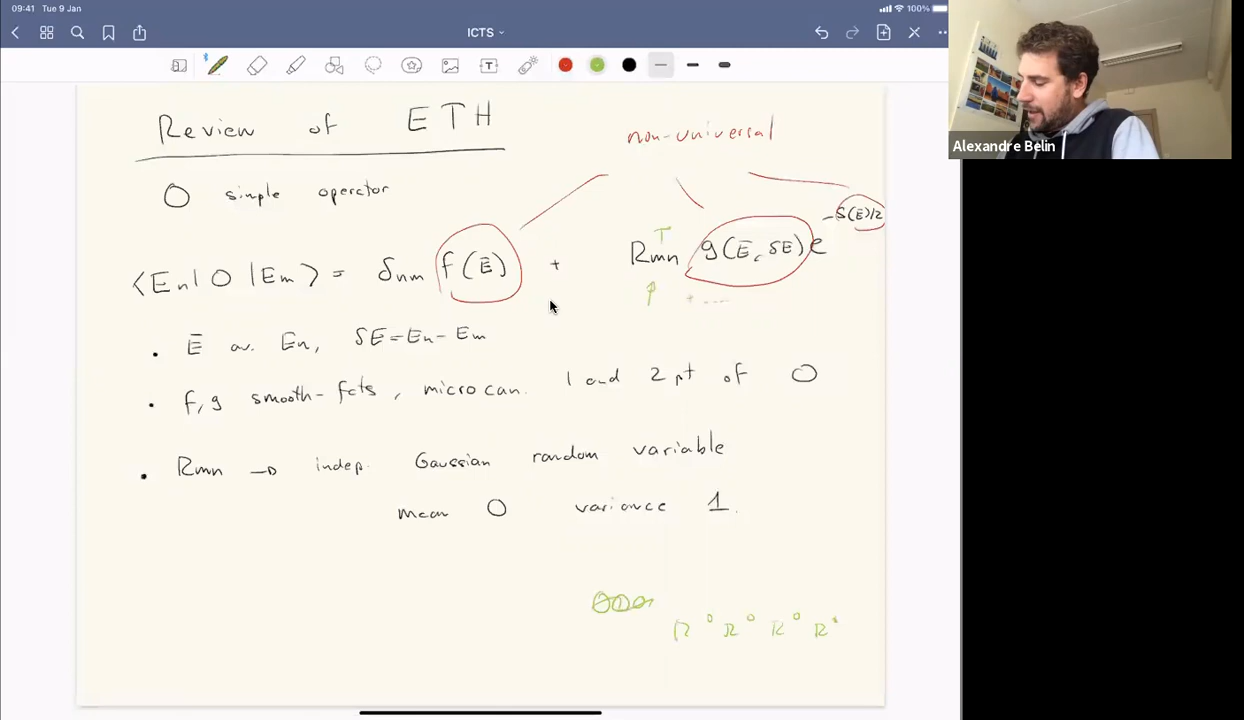 09:41 Tue 9 Jan
100%
ICTS
Alexandre Belin
Review of ETH
non-universal
O simple operator
⟨En| O |Em⟩ = δnm f(Ē) + Rmn g(Ē, δE) e^{-S(Ē)/2}
T
+ ....
• Ē av. En, δE = En - Em
• f, g smooth-fcts, microcan. 1 and 2 pt of O
• Rmn → indep. Gaussian random variable
mean 0 variance 1.
R° R° R° R°